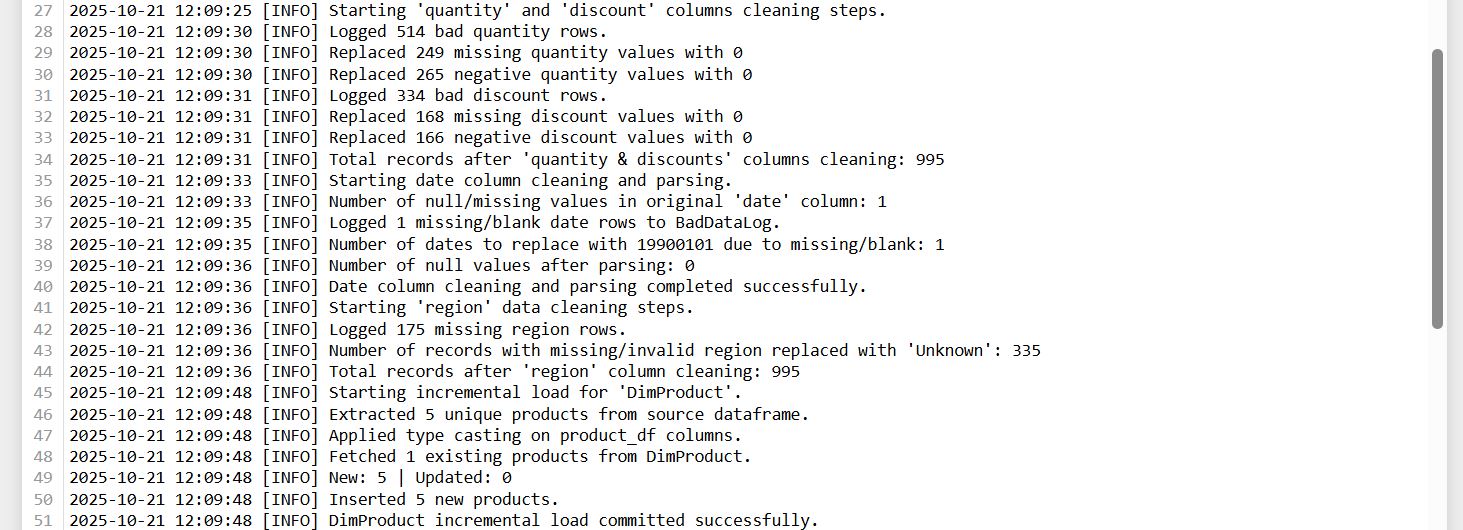 27 2025-10-21 12:09:25 [INFO] Starting 'quantity' and 'discount' columns cleaning steps.
28 2025-10-21 12:09:30 [INFO] Logged 514 bad quantity rows.
29 2025-10-21 12:09:30 [INFO] Replaced 249 missing quantity values with 0
30 2025-10-21 12:09:30 [INFO] Replaced 265 negative quantity values with 0
31 2025-10-21 12:09:31 [INFO] Logged 334 bad discount rows.
32 2025-10-21 12:09:31 [INFO] Replaced 168 missing discount values with 0
33 2025-10-21 12:09:31 [INFO] Replaced 166 negative discount values with 0
34 2025-10-21 12:09:31 [INFO] Total records after 'quantity & discounts' columns cleaning: 995
35 2025-10-21 12:09:33 [INFO] Starting date column cleaning and parsing.
36 2025-10-21 12:09:33 [INFO] Number of null/missing values in original 'date' column: 1
37 2025-10-21 12:09:35 [INFO] Logged 1 missing/blank date rows to BadDataLog.
38 2025-10-21 12:09:35 [INFO] Number of dates to replace with 19900101 due to missing/blank: 1
39 2025-10-21 12:09:36 [INFO] Number of null values after parsing: 0
40 2025-10-21 12:09:36 [INFO] Date column cleaning and parsing completed successfully.
41 2025-10-21 12:09:36 [INFO] Starting 'region' data cleaning steps.
42 2025-10-21 12:09:36 [INFO] Logged 175 missing region rows.
43 2025-10-21 12:09:36 [INFO] Number of records with missing/invalid region replaced with 'Unknown': 335
44 2025-10-21 12:09:36 [INFO] Total records after 'region' column cleaning: 995
45 2025-10-21 12:09:48 [INFO] Starting incremental load for 'DimProduct'.
46 2025-10-21 12:09:48 [INFO] Extracted 5 unique products from source dataframe.
47 2025-10-21 12:09:48 [INFO] Applied type casting on product_df columns.
48 2025-10-21 12:09:48 [INFO] Fetched 1 existing products from DimProduct.
49 2025-10-21 12:09:48 [INFO] New: 5 | Updated: 0
50 2025-10-21 12:09:48 [INFO] Inserted 5 new products.
51 2025-10-21 12:09:48 [INFO] DimProduct incremental load committed successfully.